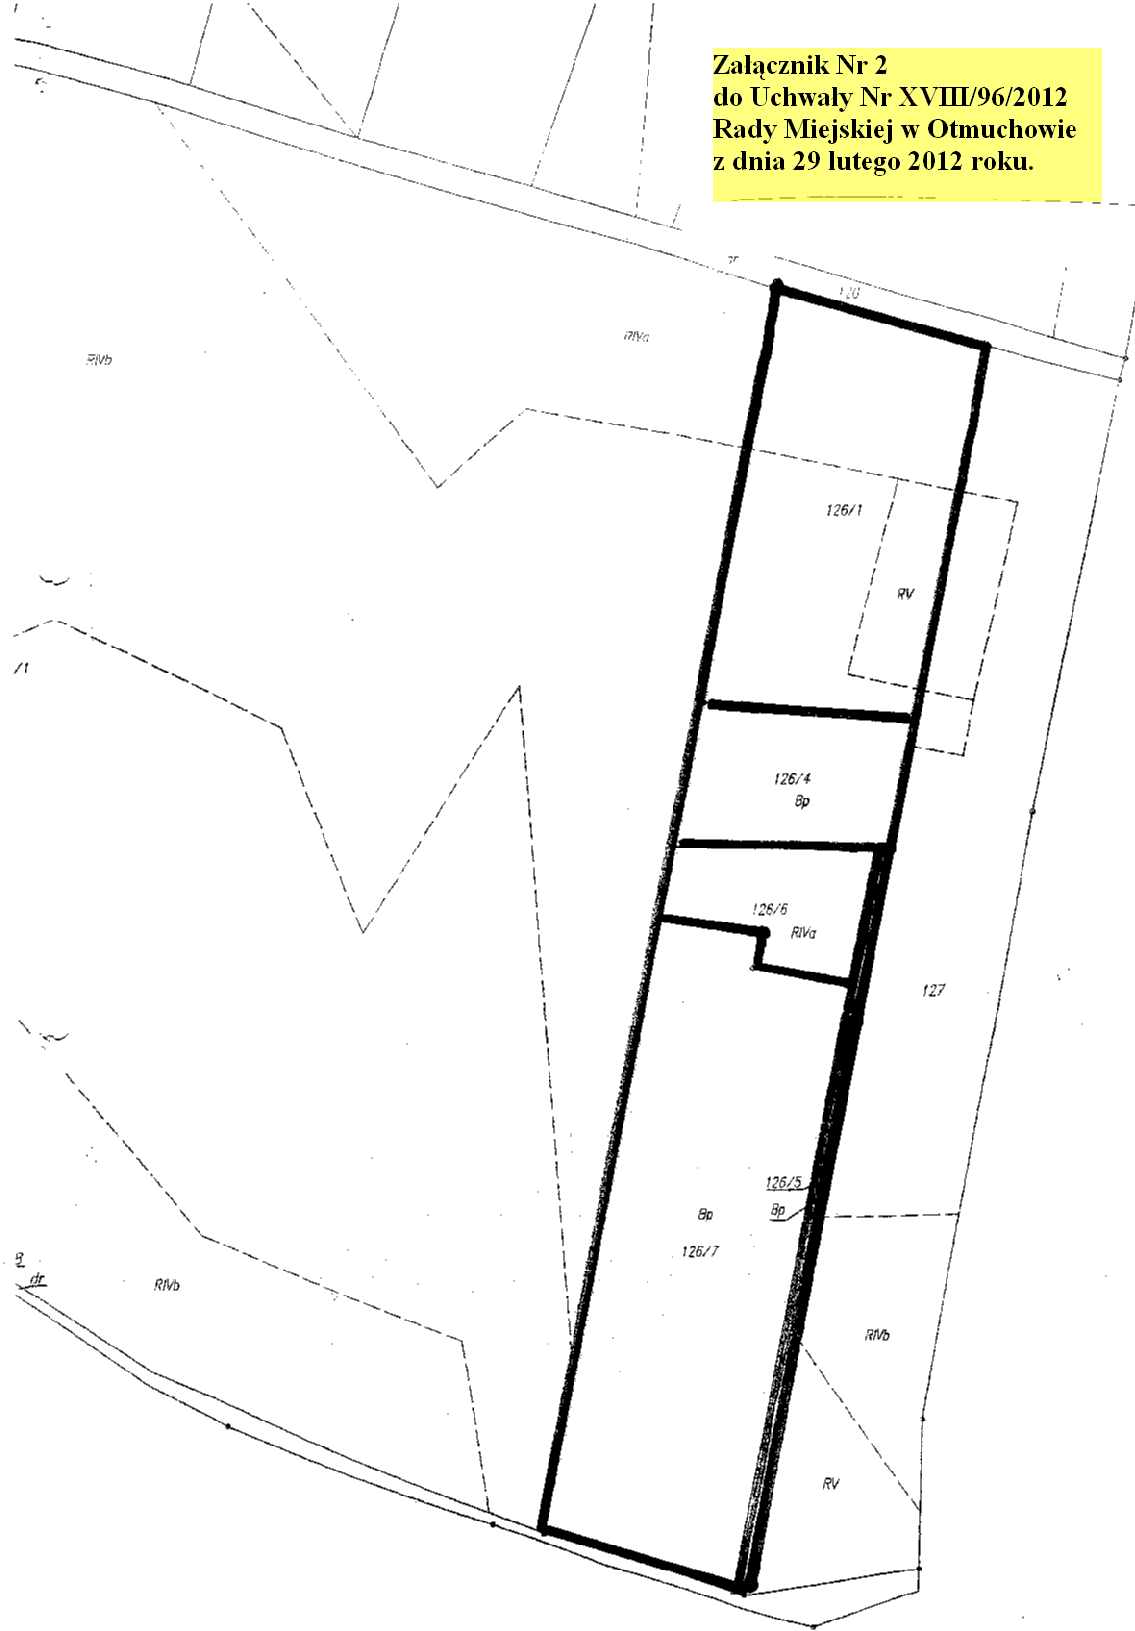 Załącznik Nr 2
do Uchwały Nr XVIII/96/2012
Rady Miejskiej w Otmuchowie
z dnia 29 lutego 2012 roku.
RIVa
RIVb
126/1
RV
/1
126/4
Bp
126/6
RIVa
127
126/5
Bp
Bp
126/7
dr
RIVb
RIVb
RV